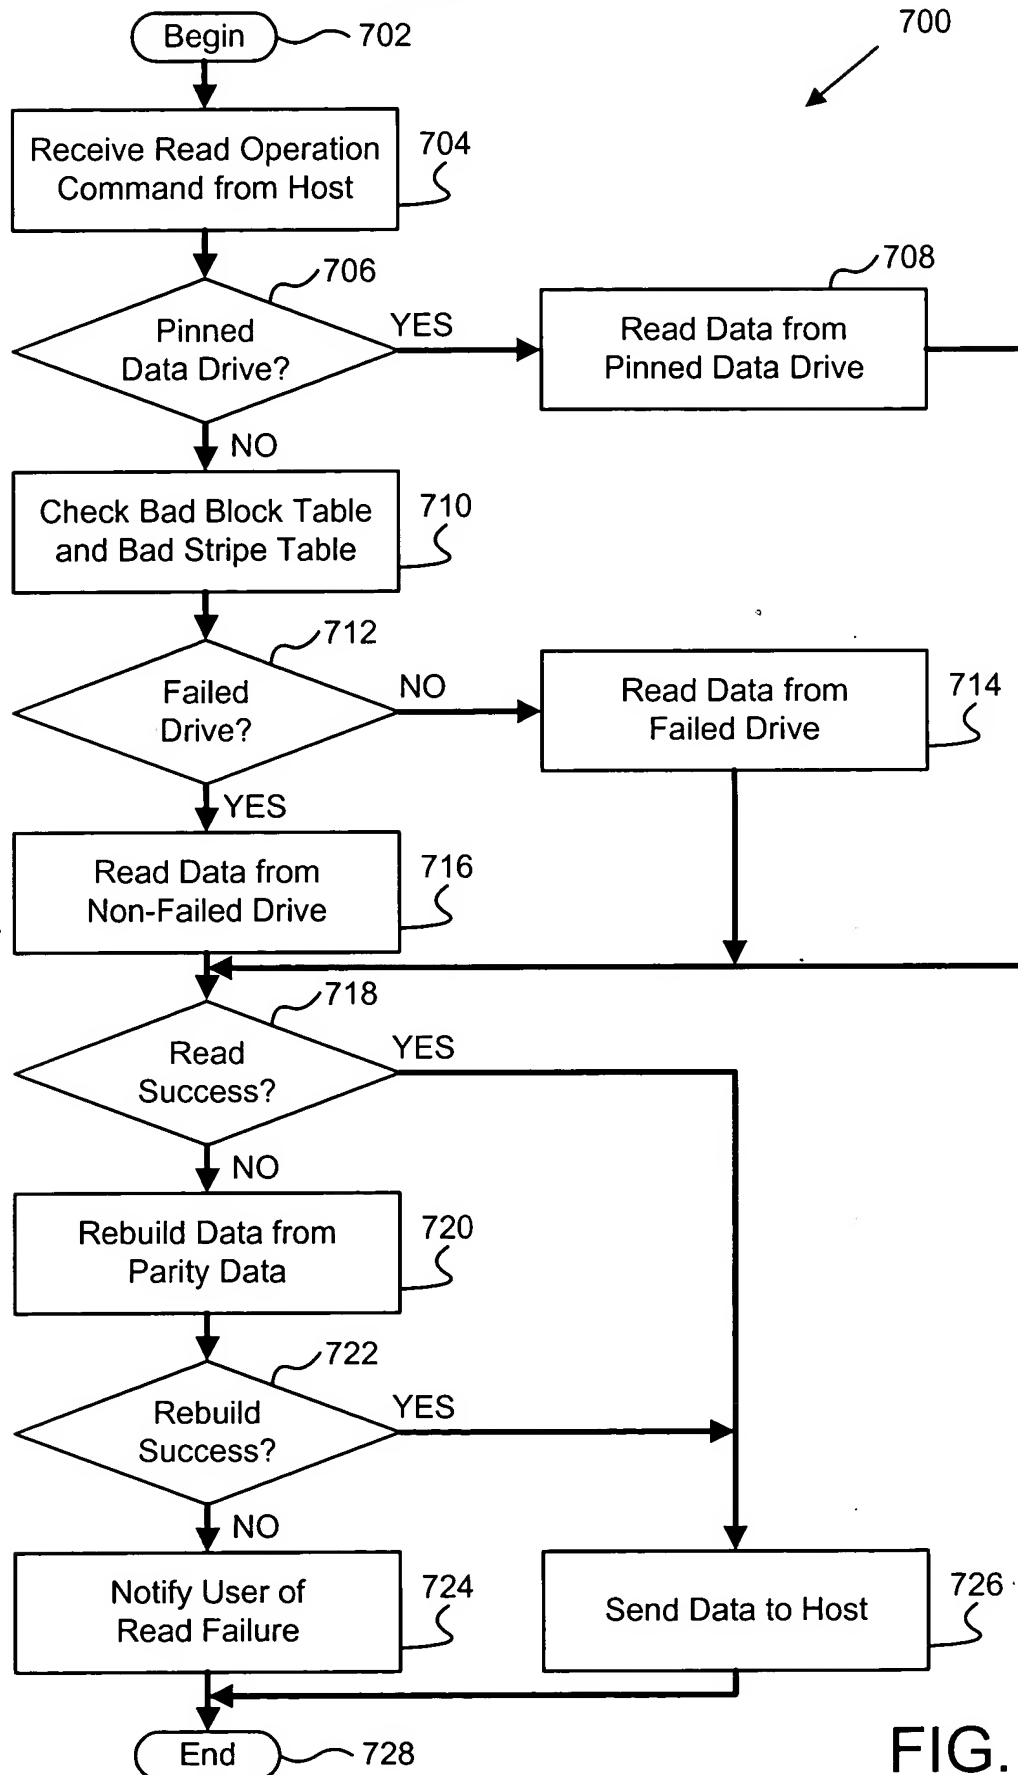 Begin
702
700
Receive Read Operation
Command from Host
704
706
Pinned
Data Drive?
YES
708
Read Data from
Pinned Data Drive
NO
Check Bad Block Table
and Bad Stripe Table
710
712
Failed
Drive?
NO
Read Data from
Failed Drive
714
YES
Read Data from
Non-Failed Drive
716
718
Read
Success?
YES
NO
Rebuild Data from
Parity Data
720
722
Rebuild
Success?
YES
NO
Notify User of
Read Failure
724
Send Data to Host
726
End
728
FIG.